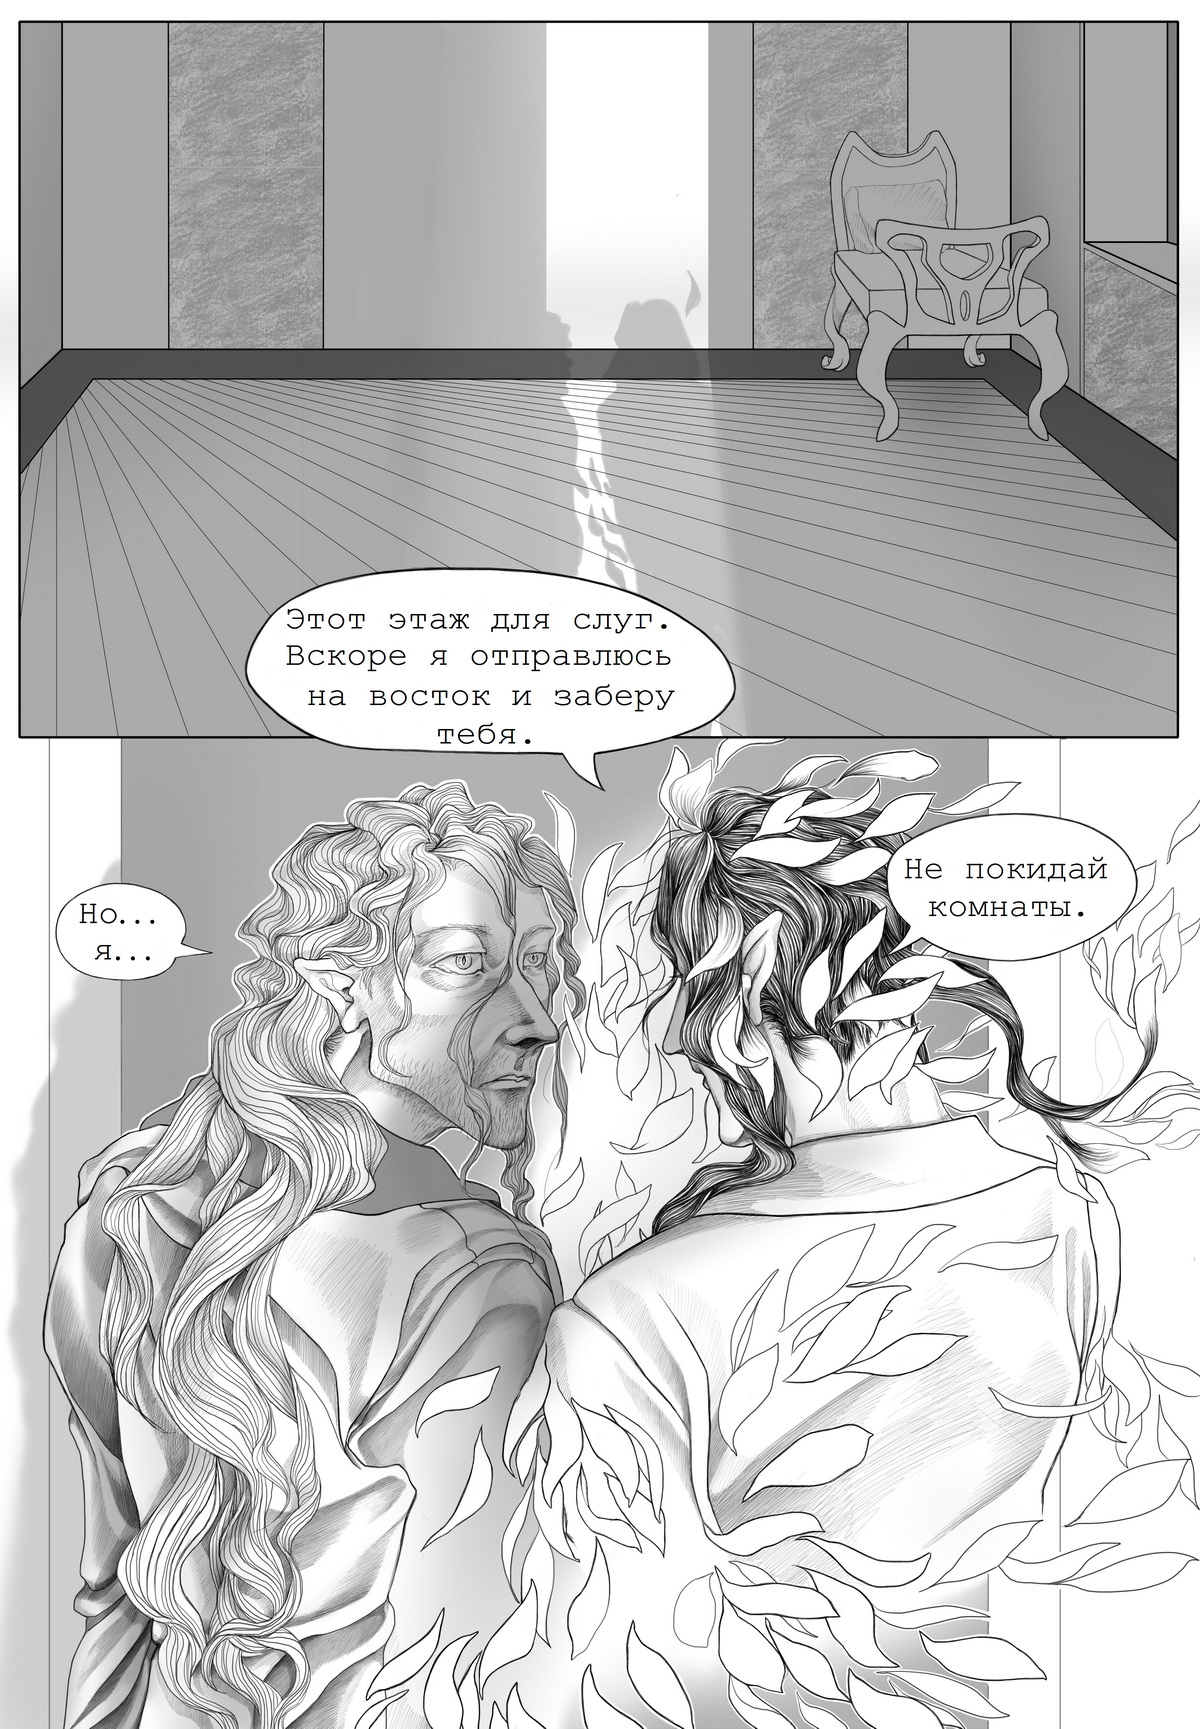 Этот этаж для слуг.
Вскоре я отправлюсь
на восток и заберу
тебя.
Но...
я...
Не покидай
комнаты.